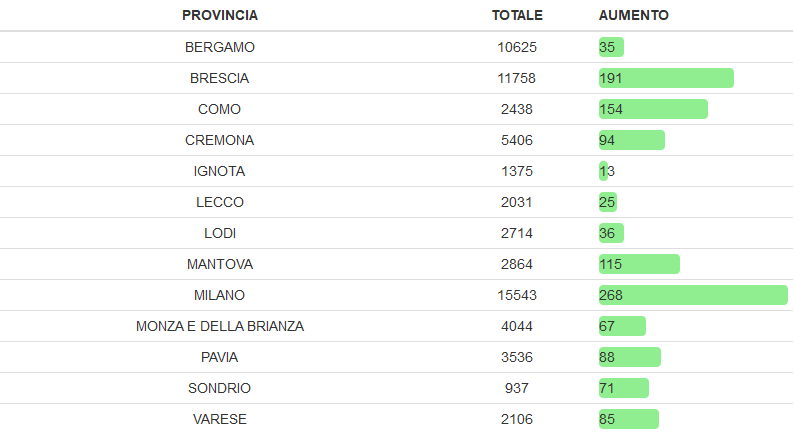 PROVINCIA TOTALE AUMENTO
BERGAMO 10625 35
BRESCIA 11758 191
COMO 2438 154
CREMONA 5406 94
IGNOTA 1375 13
LECCO 2031 25
LODI 2714 36
MANTOVA 2864 115
MILANO 15543 268
MONZA E DELLA BRIANZA 4044 67
PAVIA 3536 88
SONDRIO 937 71
VARESE 2106 85